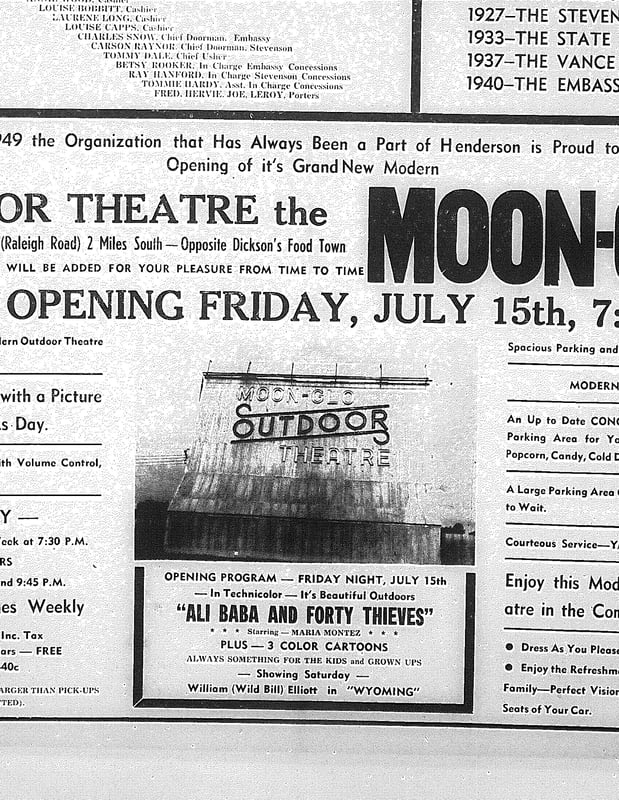 LOUISE BOBBITT, Cashier
LAURENE LONG, Cashier
LOUISE CAPPS, Cashier
CHARLES SNOW, Chief Doorman, Embassy
CARSON RAYNOR, Chief Doorman, Stevenson
TOMMY DALE, Chief Usher
BETSY ROOKER, In Charge Embassy Concessions
RAY HANFORD, In Charge Stevenson Concessions
TOMMIE HARDY, Asst. In Charge Concessions
FRED, HERVIE, JOE, LEROY, Porters
1927—THE STEVEN
1933—THE STATE
1937—THE VANCE
1940—THE EMBASS
949 the Organization that Has Always Been a Part of Henderson is Proud to
Opening of it's Grand New Modern
OR THEATRE the MOON-
(Raleigh Road) 2 Miles South — Opposite Dickson's Food Town
WILL BE ADDED FOR YOUR PLEASURE FROM TIME TO TIME
OPENING FRIDAY, JULY 15th, 7:
ern Outdoor Theatre
with a Picture
s Day.
ith Volume Control,
Y —
eek at 7:30 P.M.
RS
nd 9:45 P.M.
es Weekly
Inc. Tax
ars — FREE
40c
ARGER THAN PICK-UPS
TED).
MOON-GLO
OUTDOOR
THEATRE
OPENING PROGRAM — FRIDAY NIGHT, JULY 15th
— In Technicolor — It's Beautiful Outdoors
"ALI BABA AND FORTY THIEVES"
* * * Starring — MARIA MONTEZ * * *
PLUS — 3 COLOR CARTOONS
ALWAYS SOMETHING FOR THE KIDS and GROWN UPS
— Showing Saturday —
William (Wild Bill) Elliott in "WYOMING"
Spacious Parking and
MODERN
An Up to Date CONC
Parking Area for Yo
Popcorn, Candy, Cold D
A Large Parking Area
to Wait.
Courteous Service—Y
Enjoy this Mod
atre in the Com
● Dress As You Please
● Enjoy the Refreshme
Family—Perfect Vision
Seats of Your Car.